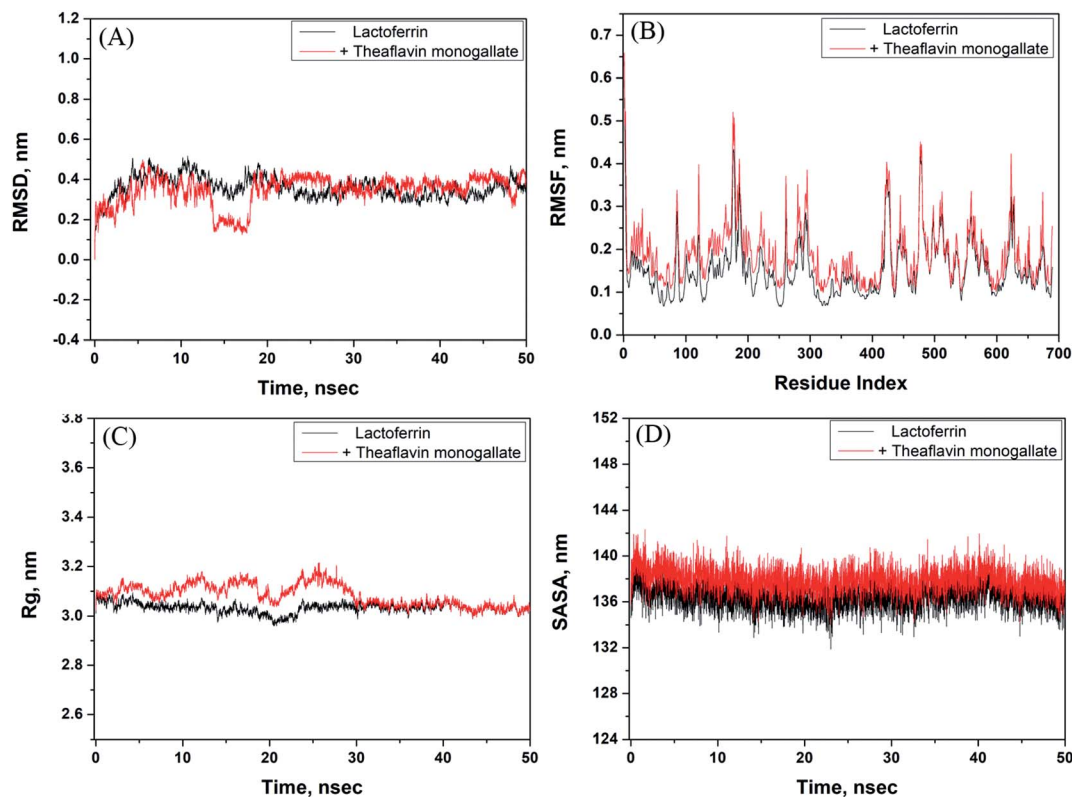 (A)
Lactoferrin
+ Theaflavin monogallate
1.2
1.0
0.8
0.6
0.4
0.2
0.0
-0.2
-0.4
RMSD, nm
0 10 20 30 40 50
Time, nsec
(B)
Lactoferrin
+ Theaflavin monogallate
0.7
0.6
0.5
0.4
0.3
0.2
0.1
0.0
RMSF, nm
0 100 200 300 400 500 600 700
Residue Index
(C)
Lactoferrin
+ Theaflavin monogallate
3.8
3.6
3.4
3.2
3.0
2.8
2.6
Rg, nm
0 10 20 30 40 50
Time, nsec
(D)
Lactoferrin
+ Theaflavin monogallate
152
148
144
140
136
132
128
124
SASA, nm
0 10 20 30 40 50
Time, nsec